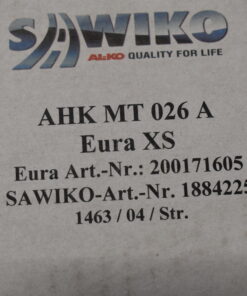 SAWIKO
AL-KO QUALITY FOR LIFE
AHK MT 026 A
Eura XS
Eura Art.-Nr.: 200171605
SAWIKO-Art.-Nr. 1884225
1463 / 04 / Str.